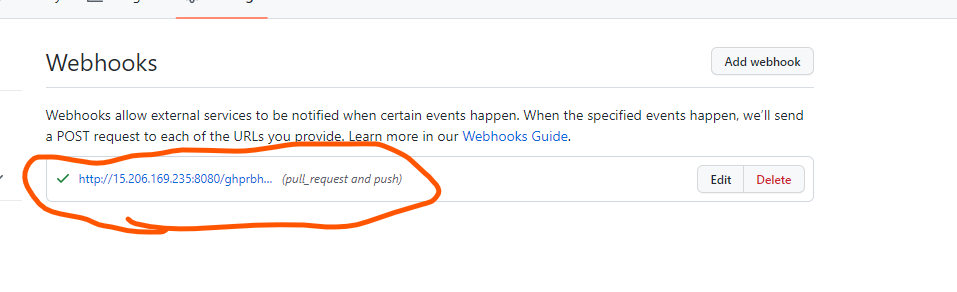 Webhooks
Add webhook
Webhooks allow external services to be notified when certain events happen. When the specified events happen, we'll send
a POST request to each of the URLs you provide. Learn more in our Webhooks Guide.
http://15.206.169.235:8080/ghprbh... (pull_request and push)
Edit
Delete